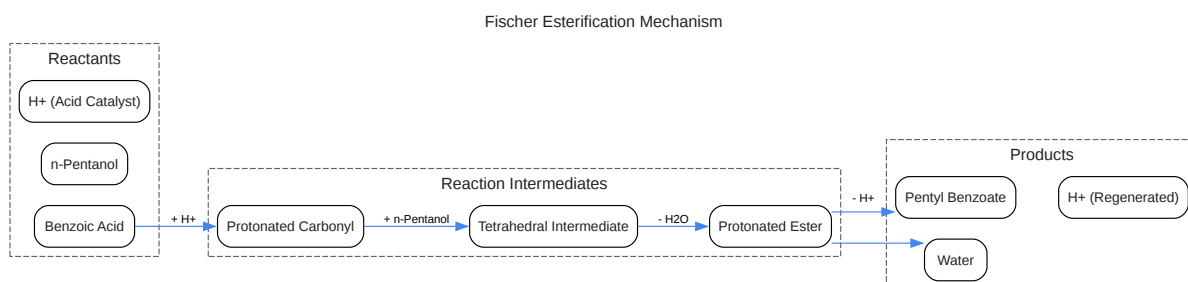 Fischer Esterification Mechanism
Reactants
H+ (Acid Catalyst)
n-Pentanol
Benzoic Acid
+ H+
Reaction Intermediates
Protonated Carbonyl
+ n-Pentanol
Tetrahedral Intermediate
- H2O
Protonated Ester
- H+
Products
Pentyl Benzoate
H+ (Regenerated)
Water